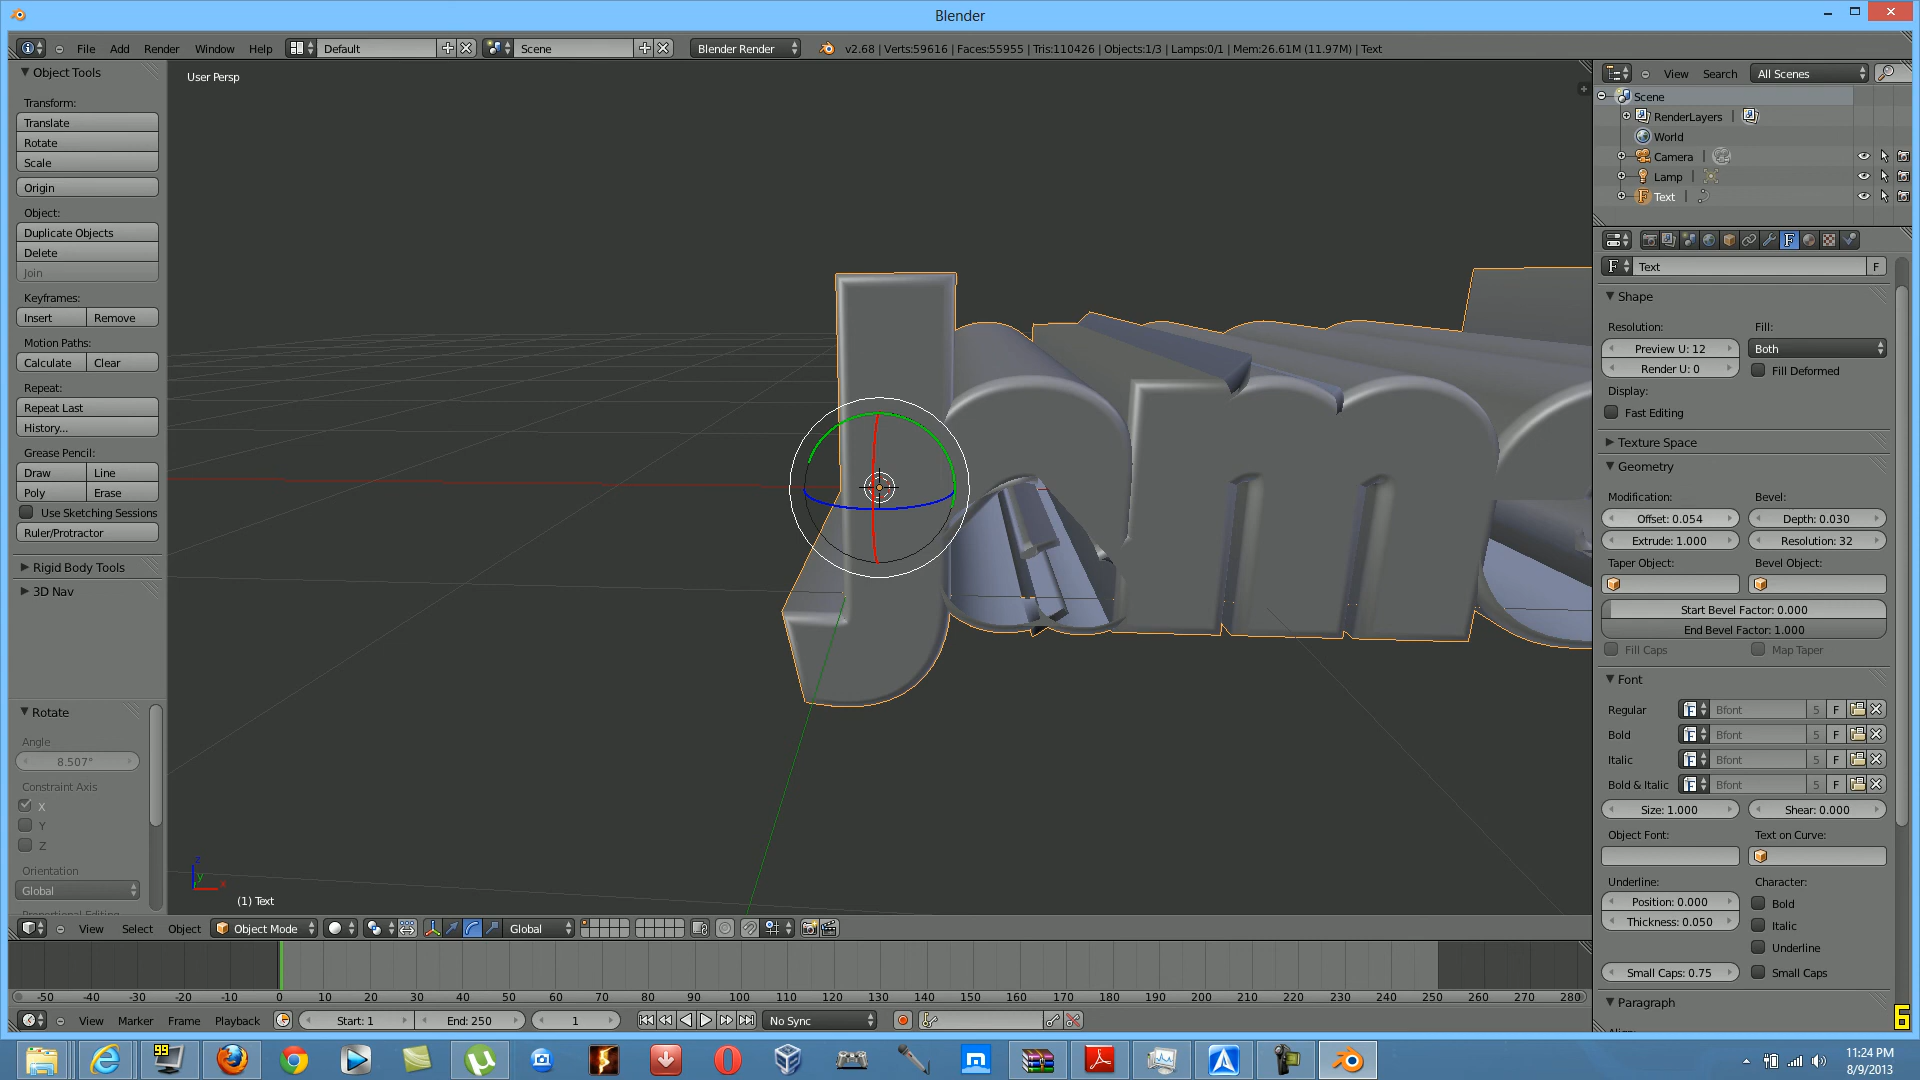 Blender
File Add Render Window Help Default Scene Blender Render v2.68 | Verts:59616 | Faces:55955 | Tris:110426 | Objects:1/3 | Lamps:0/1 | Mem:26.61M (11.97M) | Text
Object Tools
Transform:
Translate
Rotate
Scale
Origin
Object:
Duplicate Objects
Delete
Join
Keyframes:
Insert Remove
Motion Paths:
Calculate Clear
Repeat:
Repeat Last
History...
Grease Pencil:
Draw Line
Poly Erase
Use Sketching Sessions
Ruler/Protractor
Rigid Body Tools
3D Nav
Rotate
Angle
8.507°
Constraint Axis
X
Y
Z
Orientation
Global
Proportional Editing
User Persp
z
y
x
(1) Text
View Search All Scenes
Scene
RenderLayers
World
Camera
Lamp
Text
F Text F
Shape
Resolution: Fill:
Preview U: 12 Both
Render U: 0 Fill Deformed
Display:
Fast Editing
Texture Space
Geometry
Modification: Bevel:
Offset: 0.054 Depth: 0.030
Extrude: 1.000 Resolution: 32
Taper Object: Bevel Object:
Start Bevel Factor: 0.000
End Bevel Factor: 1.000
Fill Caps Map Taper
Font
Regular Bfont 5 F
Bold Bfont 5 F
Italic Bfont 5 F
Bold & Italic Bfont 5 F
Size: 1.000 Shear: 0.000
Object Font: Text on Curve:
Underline: Character:
Position: 0.000 Bold
Thickness: 0.050 Italic
Underline
Small Caps: 0.75 Small Caps
Paragraph
View Select Object Object Mode Global
-50 -40 -30 -20 -10 0 10 20 30 40 50 60 70 80 90 100 110 120 130 140 150 160 170 180 190 200 210 220 230 240 250 260 270 280
View Marker Frame Playback Start: 1 End: 250 1 No Sync
6
99
11:24 PM
8/9/2013